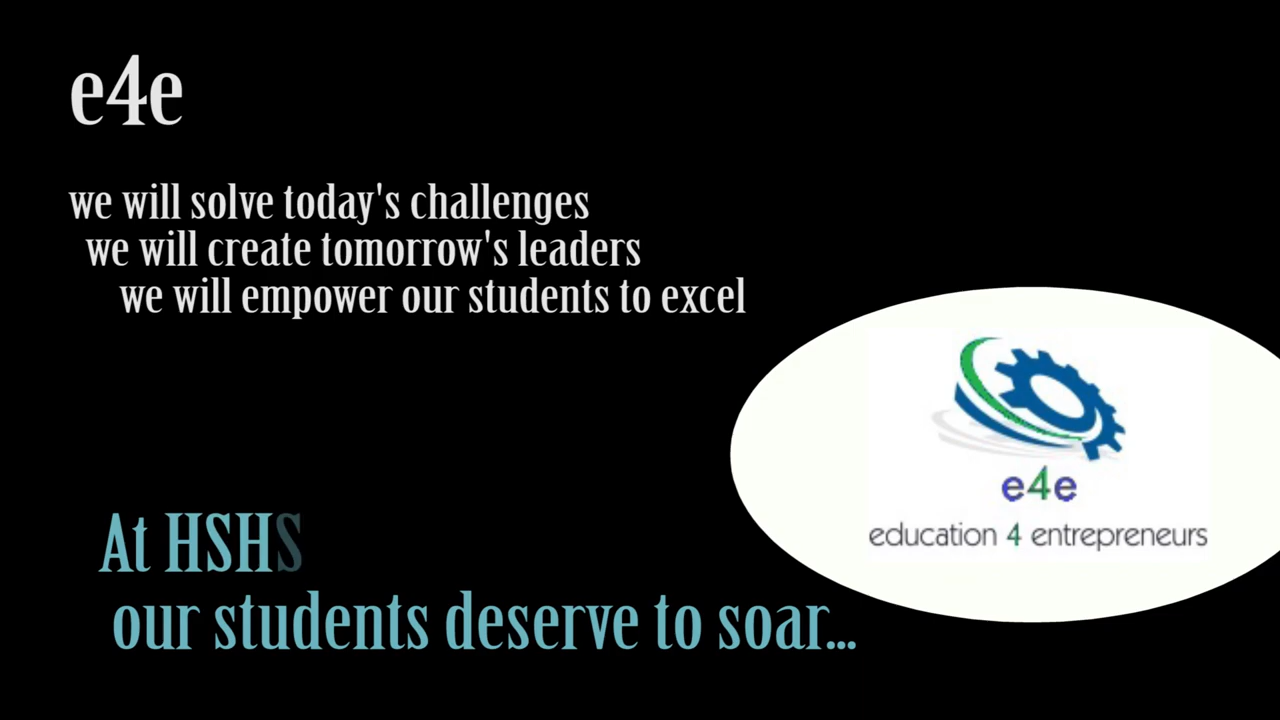 e4e
we will solve today's challenges
we will create tomorrow's leaders
we will empower our students to excel
e4e
education 4 entrepreneurs
At HSHS
our students deserve to soar...